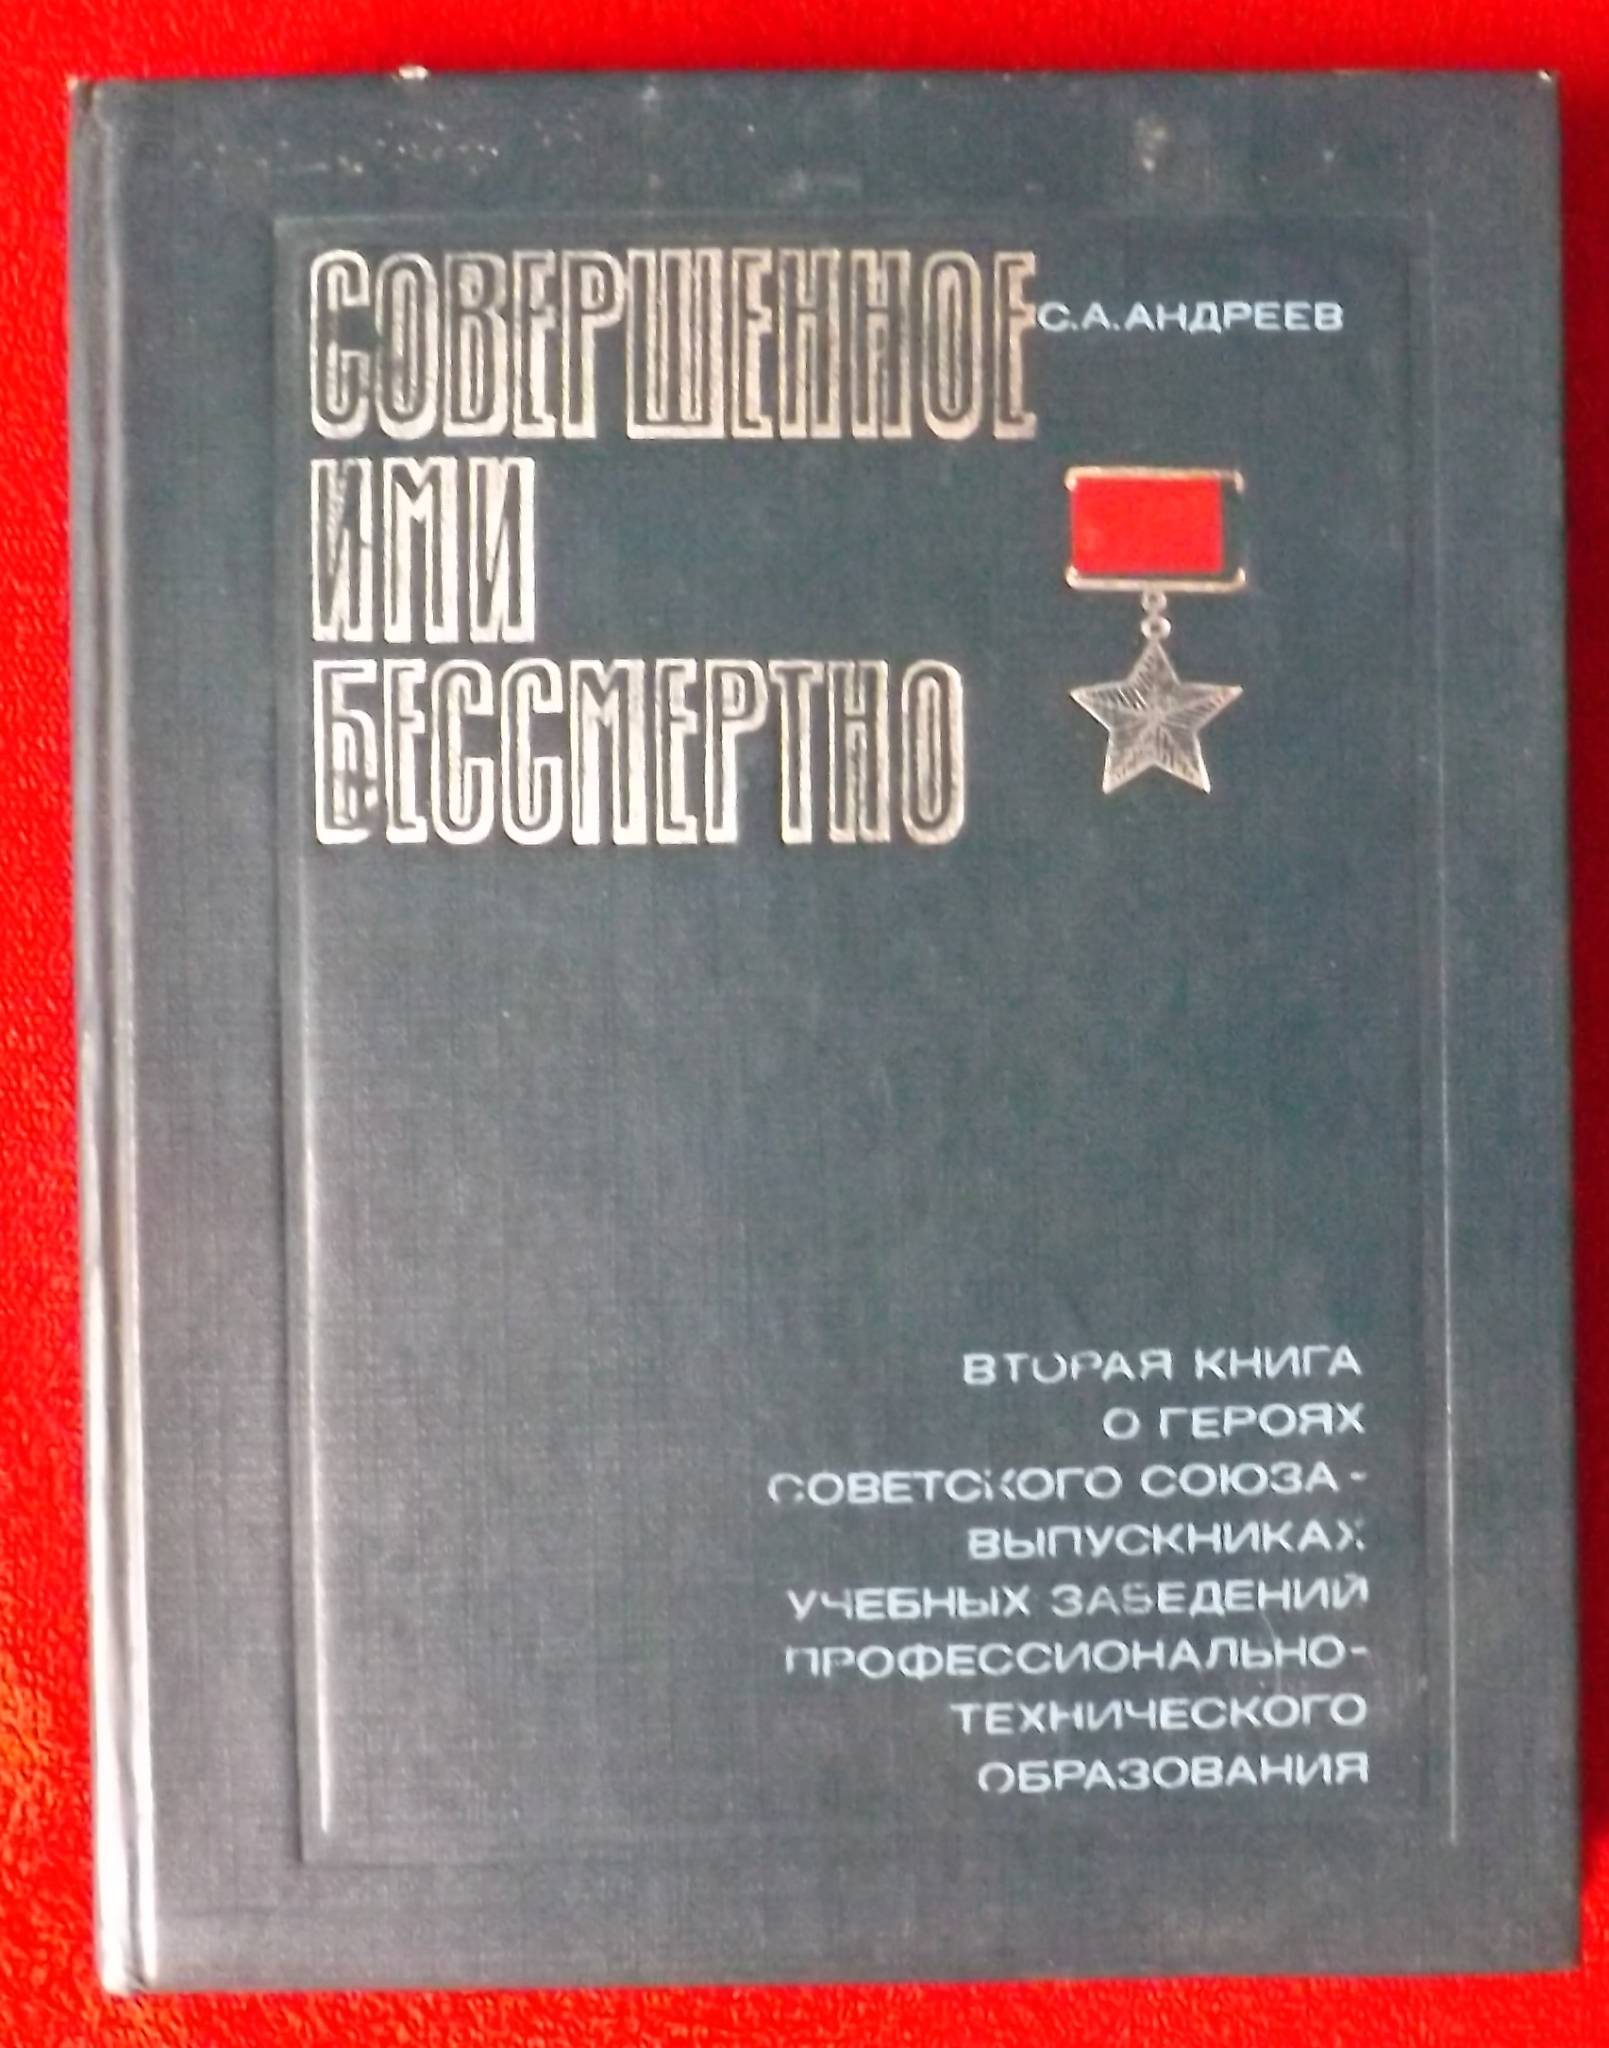 СОВЕРШЕННОЕ
С.А.АНДРЕЕВ
ИМИ
БЕССМЕРТНО
ВТОРАЯ КНИГА
О ГЕРОЯХ
СОВЕТСКОГО СОЮЗА-
ВЫПУСКНИКАХ
УЧЕБНЫХ ЗАВЕДЕНИЙ
ПРОФЕССИОНАЛЬНО-
ТЕХНИЧЕСКОГО
ОБРАЗОВАНИЯ